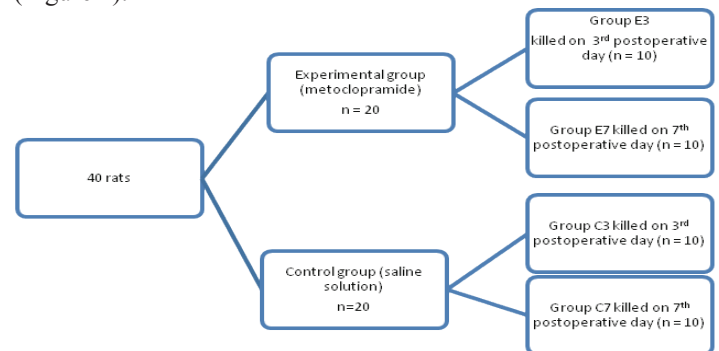 40 rats
Experimental group
(metoclopramide)
n = 20
Group E3
killed on 3rd postoperative
day (n = 10)
Group E7 killed on 7th
postoperative day (n = 10)
Control group (saline
solution)
n=20
Group C3 killed on 3rd
postoperative day (n = 10)
Group C7 killed on 7th
postoperative day (n = 10)